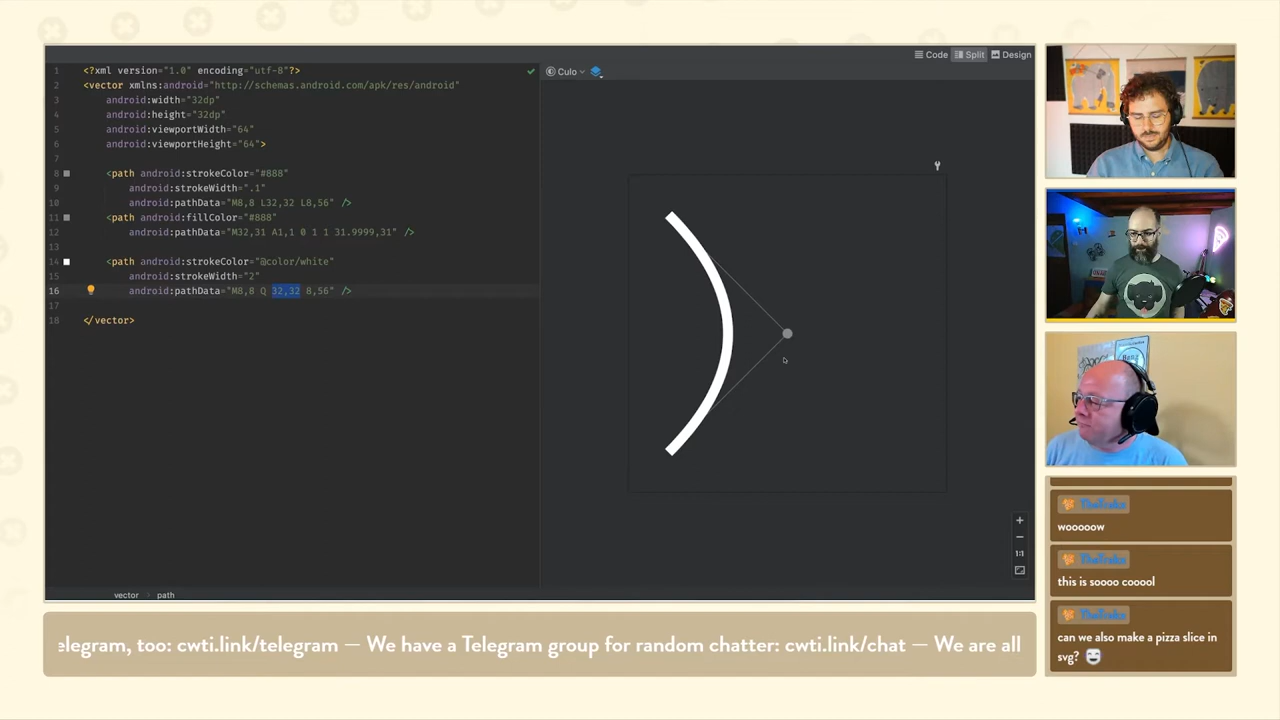 Code
Split
Design
Culo
1 <?xml version="1.0" encoding="utf-8"?>
2 <vector xmlns:android="http://schemas.android.com/apk/res/android"
3 android:width="32dp"
4 android:height="32dp"
5 android:viewportWidth="64"
6 android:viewportHeight="64">
7
8 <path android:strokeColor="#888"
9 android:strokeWidth=".1"
10 android:pathData="M8,8 L32,32 L8,56" />
11 <path android:fillColor="#888"
12 android:pathData="M32,31 A1,1 0 1 1 31.9999,31" />
13
14 <path android:strokeColor="@color/white"
15 android:strokeWidth="2"
16 android:pathData="M8,8 Q 32,32 8,56" />
17
18 </vector>
1:1
vector > path
TheTraks
wooooow
this is soooo cooool
can we also make a pizza slice in
svg?
elegram, too: cwti.link/telegram — We have a Telegram group for random chatter: cwti.link/chat — We are all